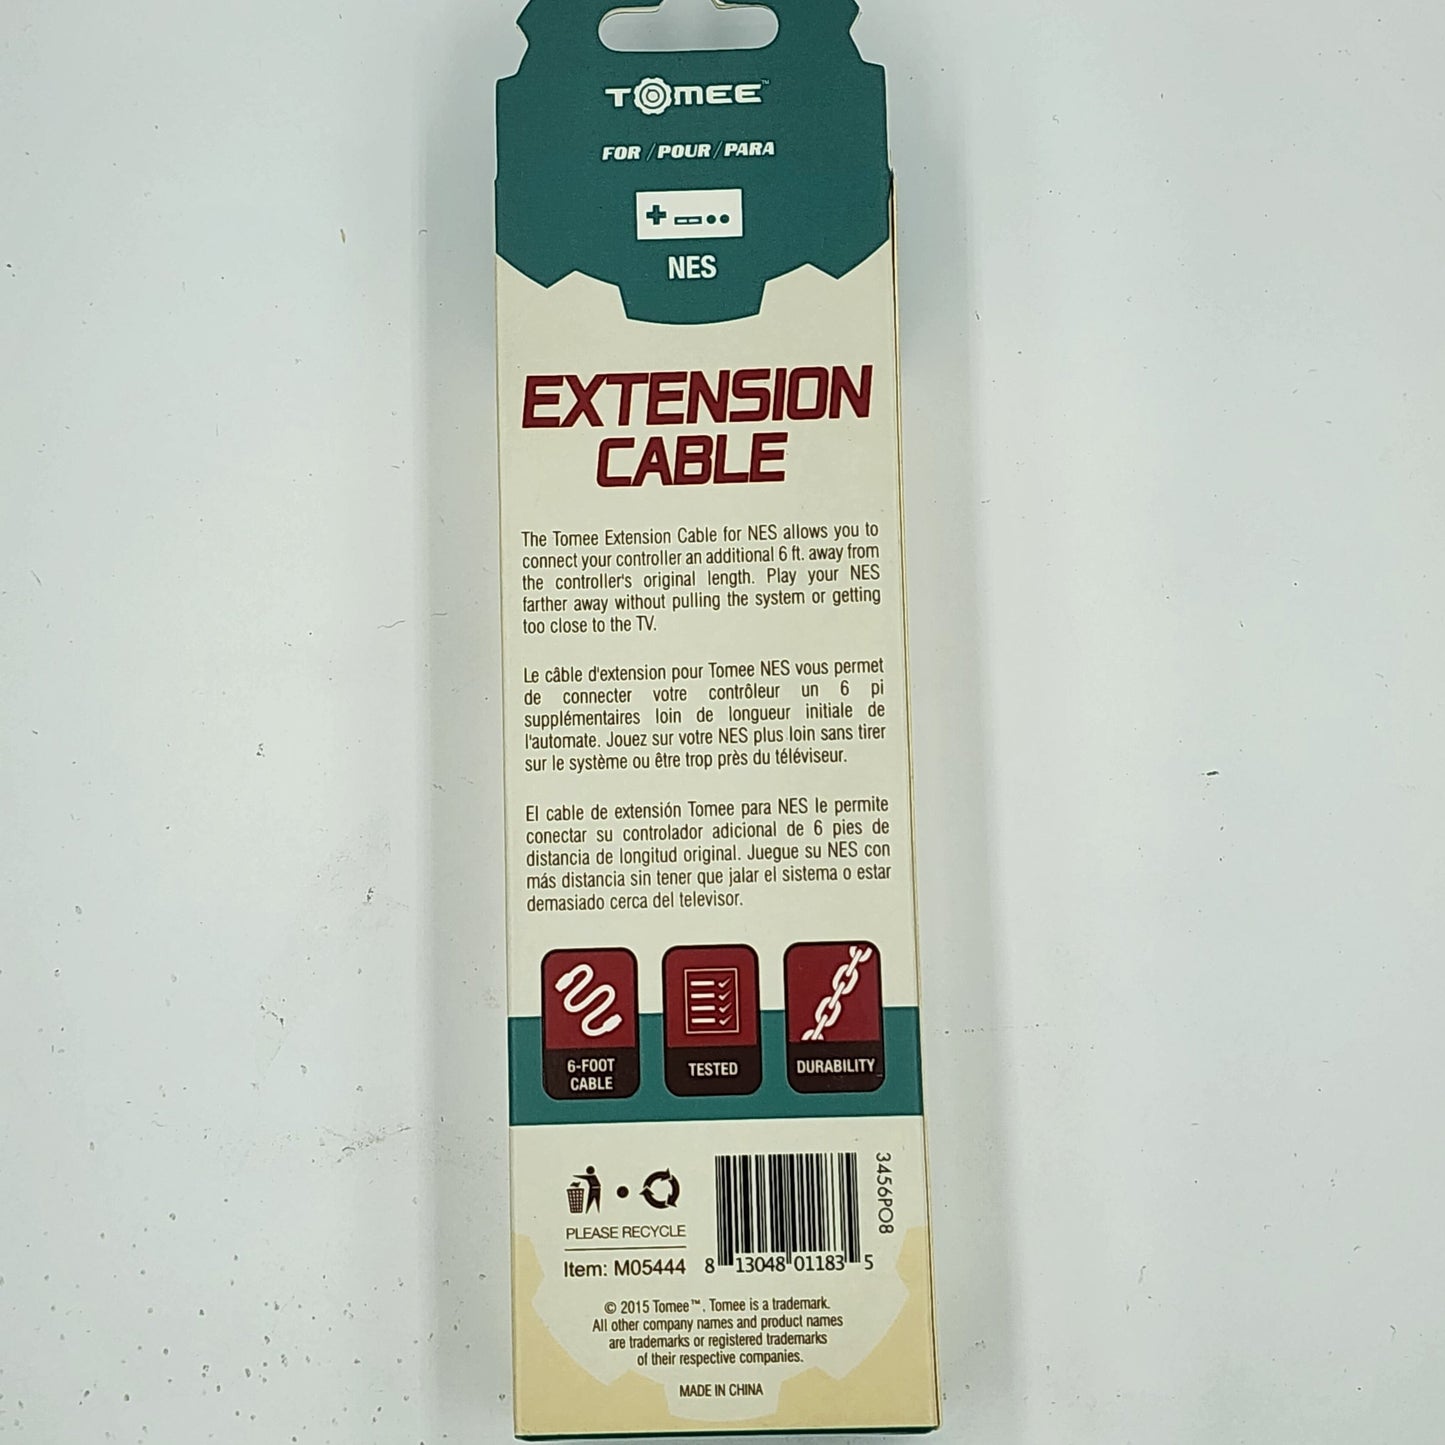 TOMEE™
FOR / POUR / PARA
NES
EXTENSION
CABLE
The Tomee Extension Cable for NES allows you to
connect your controller an additional 6 ft. away from
the controller's original length. Play your NES
farther away without pulling the system or getting
too close to the TV.
Le câble d'extension pour Tomee NES vous permet
de connecter votre contrôleur un 6 pi
supplémentaires loin de longueur initiale de
l'automate. Jouez sur votre NES plus loin sans tirer
sur le système ou être trop près du téléviseur.
El cable de extensión Tomee para NES le permite
conectar su controlador adicional de 6 pies de
distancia de longitud original. Juegue su NES con
más distancia sin tener que jalar el sistema o estar
demasiado cerca del televisor.
6-FOOT
CABLE
TESTED
DURABILITY
PLEASE RECYCLE
Item: M05444
8 13048 01183 5
3456PO8
© 2015 Tomee™. Tomee is a trademark.
All other company names and product names
are trademarks or registered trademarks
of their respective companies.
MADE IN CHINA